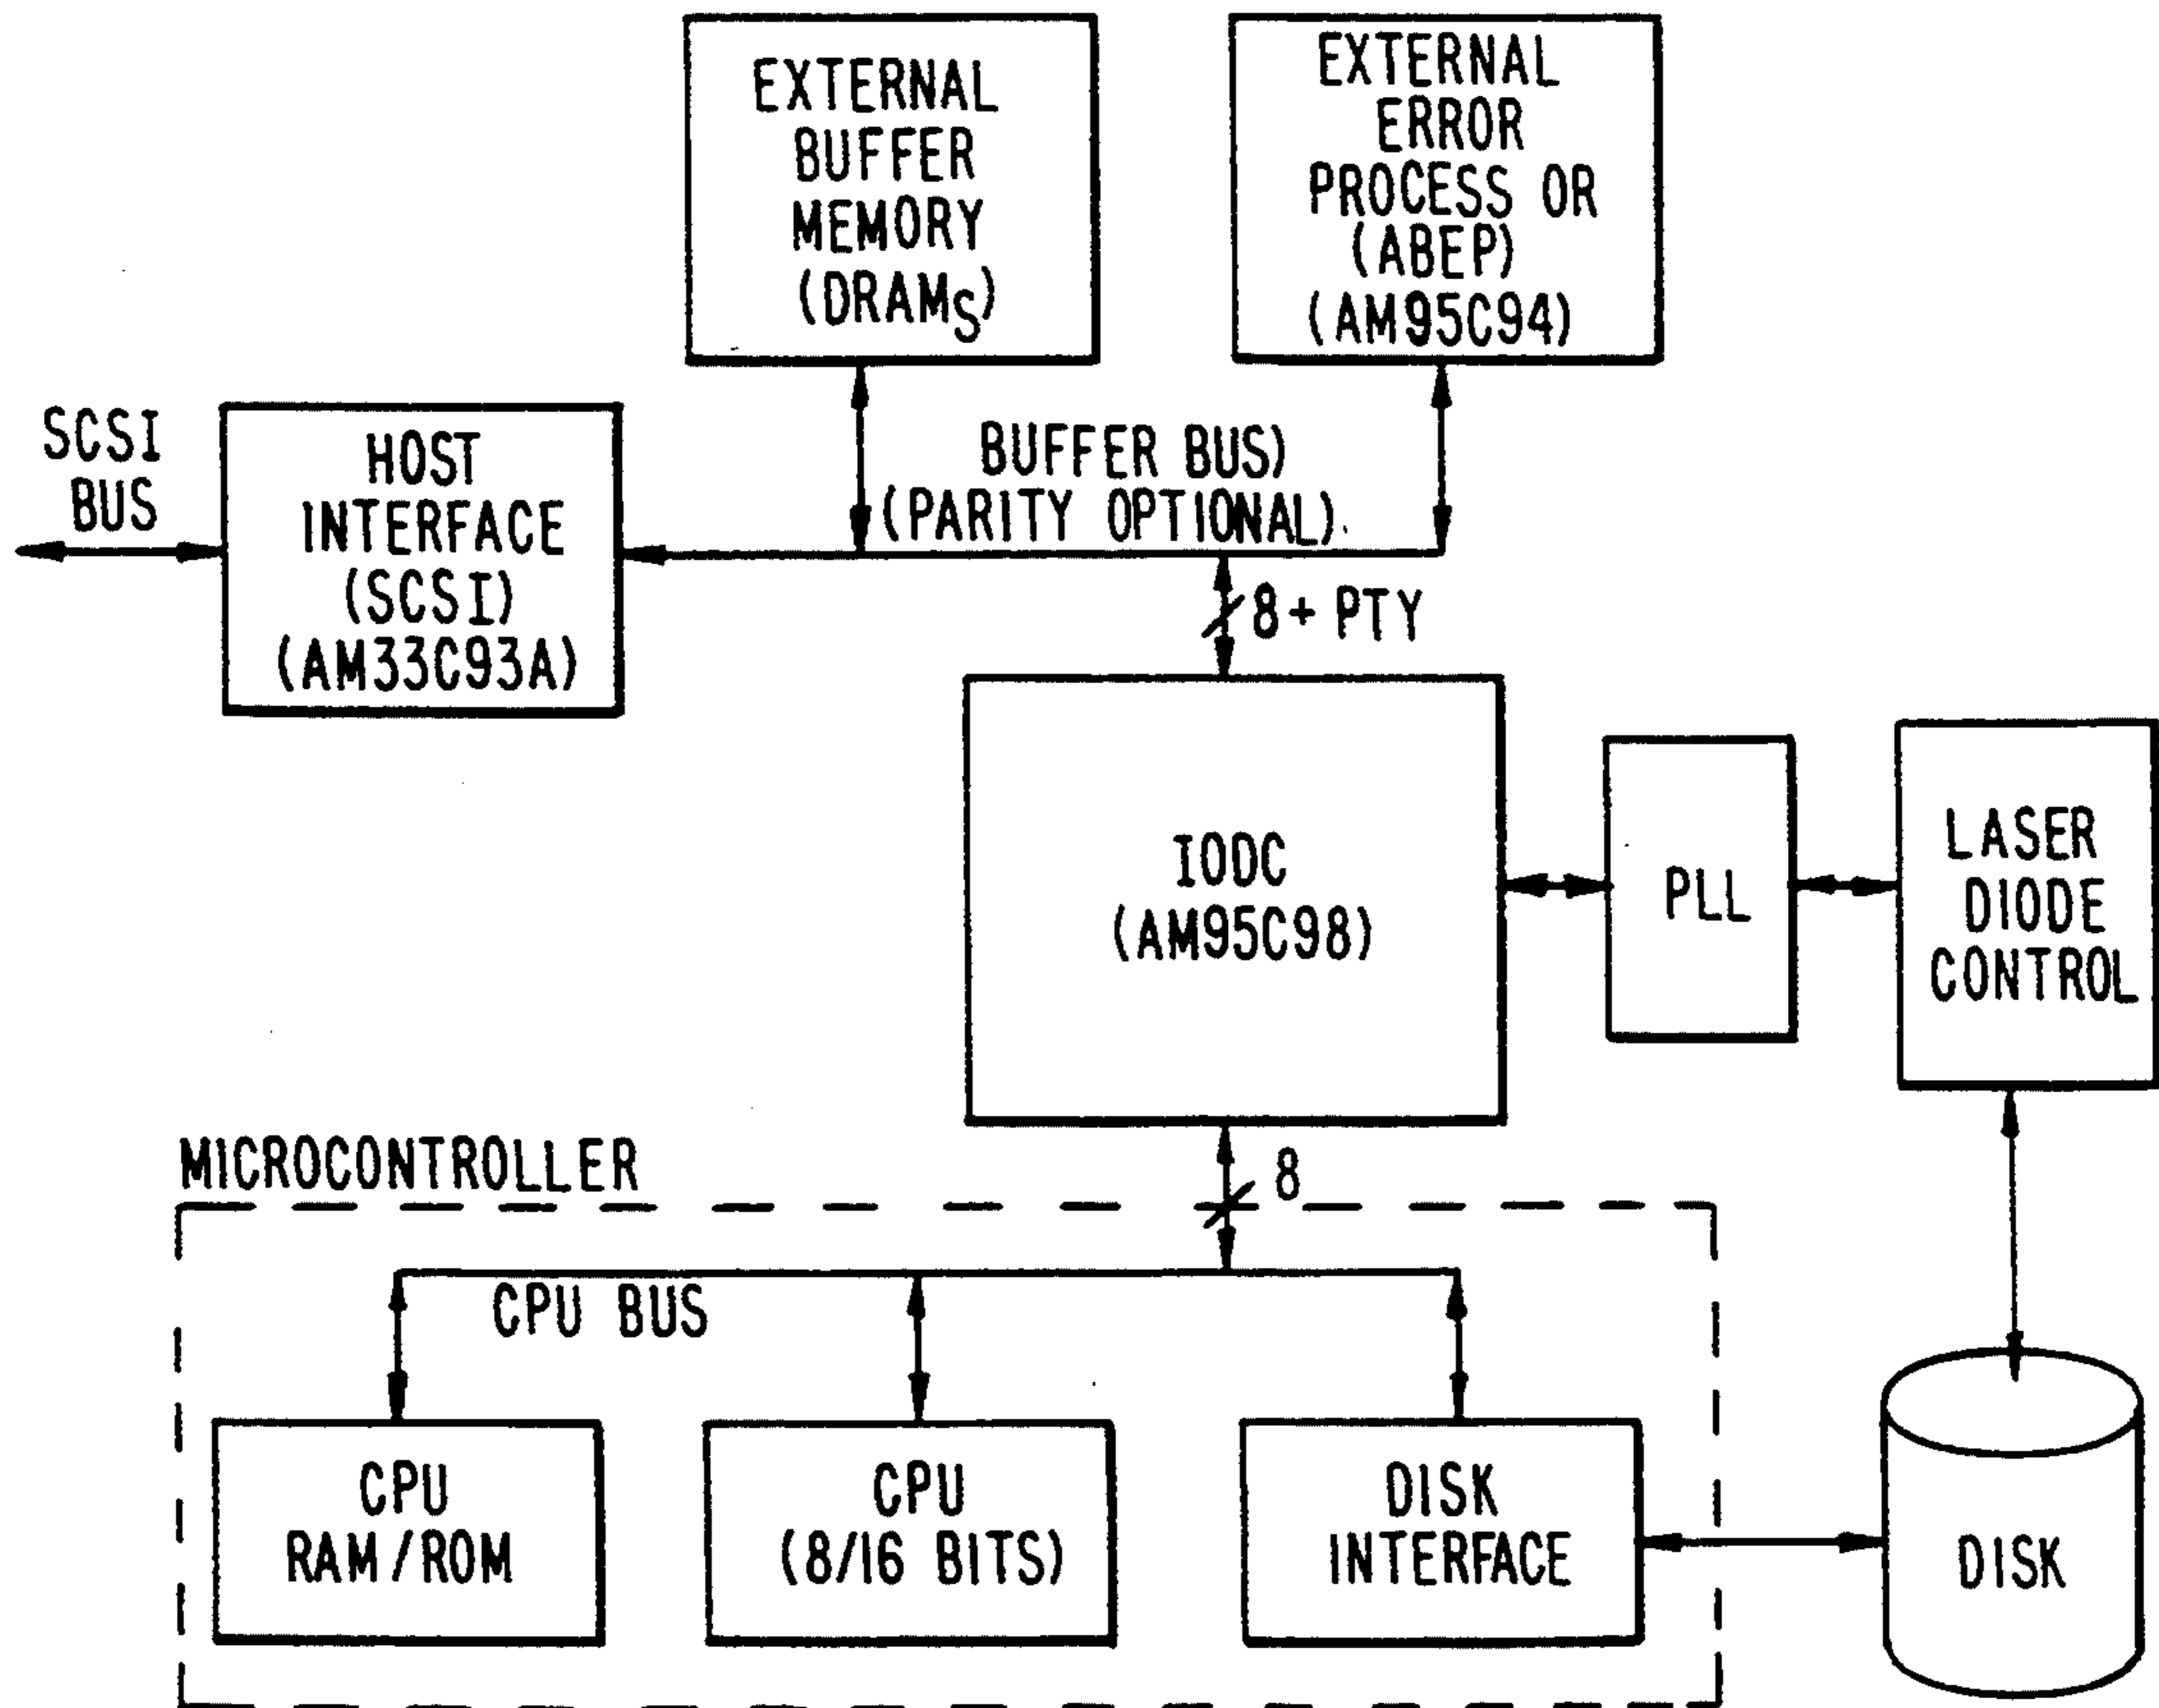 EXTERNAL
BUFFER
MEMORY
(DRAMS)
EXTERNAL
ERROR
PROCESS OR
(ABEP)
(AM95C94)
SCSI
BUS
HOST
INTERFACE
(SCSI)
(AM33C93A)
BUFFER BUS)
(PARITY OPTIONAL)
8+ PTY
IODC
(AM95C98)
PLL
LASER
DIODE
CONTROL
MICROCONTROLLER
8
CPU BUS
CPU
RAM/ROM
CPU
(8/16 BITS)
DISK
INTERFACE
DISK